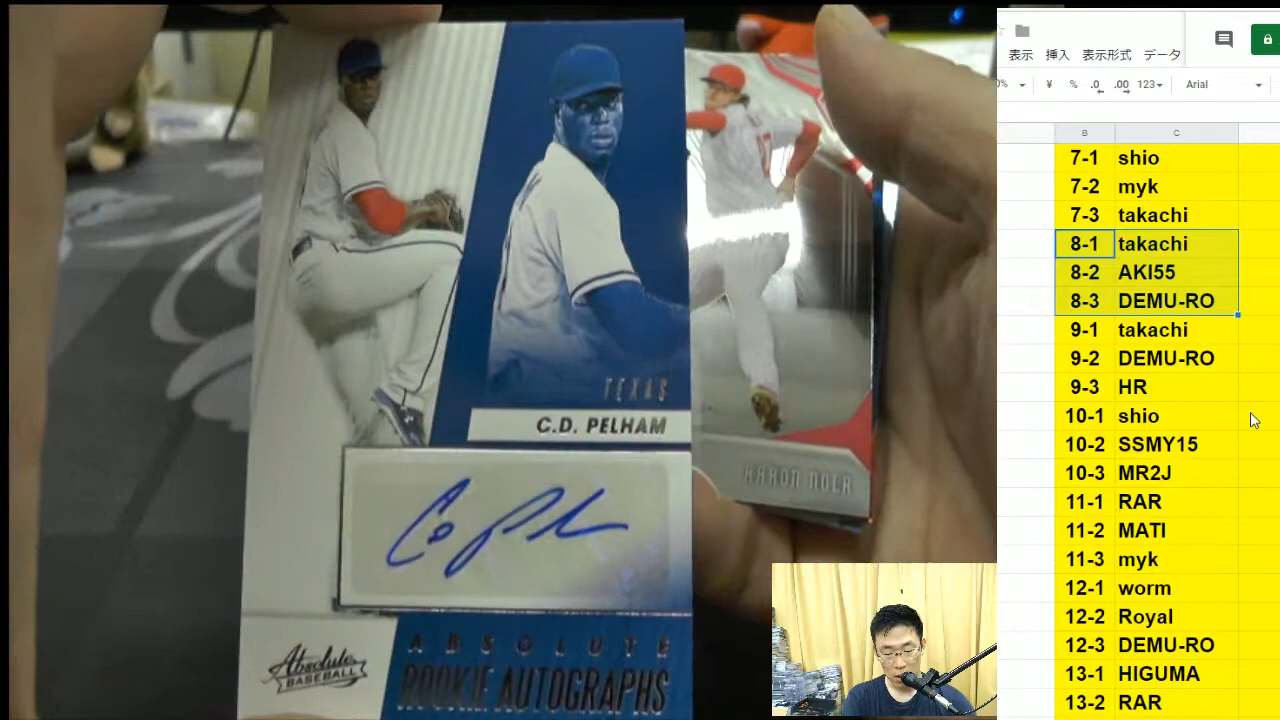 TEXAS
C.D. PELHAM
AARON NOLA
ABSOLUTE
ROOKIE AUTOGRAPHS
Absolute
BASEBALL
表示 挿入 表示形式 データ
% ¥ % .0 .00 123 Arial
B C
7-1 shio
7-2 myk
7-3 takachi
8-1 takachi
8-2 AKI55
8-3 DEMU-RO
9-1 takachi
9-2 DEMU-RO
9-3 HR
10-1 shio
10-2 SSMY15
10-3 MR2J
11-1 RAR
11-2 MATI
11-3 myk
12-1 worm
12-2 Royal
12-3 DEMU-RO
13-1 HIGUMA
13-2 RAR